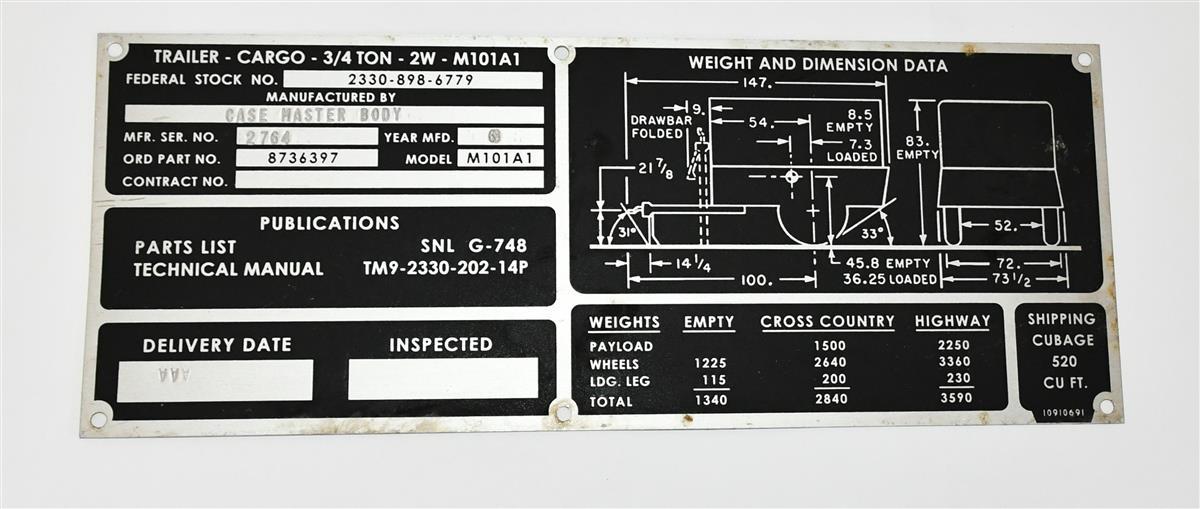 TRAILER - CARGO - 3/4 TON - 2W - M101A1
FEDERAL STOCK NO. 2330-898-6779
MANUFACTURED BY
CASE MASTER BODY
MFR. SER. NO. 2764 YEAR MFD.
ORD PART NO. 8736397 MODEL M101A1
CONTRACT NO.
PUBLICATIONS
PARTS LIST SNL G-748
TECHNICAL MANUAL TM9-2330-202-14P
DELIVERY DATE INSPECTED
AAA
WEIGHT AND DIMENSION DATA
147.
9.
DRAWBAR
FOLDED
54.
8.5
EMPTY
7.3
LOADED
83.
EMPTY
21 7/8
31°
33°
52.
14 1/4
45.8 EMPTY
36.25 LOADED
72.
100.
73 1/2
WEIGHTS EMPTY CROSS COUNTRY HIGHWAY
PAYLOAD 1500 2250
WHEELS 1225 2640 3360
LDG. LEG 115 200 230
TOTAL 1340 2840 3590
SHIPPING
CUBAGE
520
CU FT.
10910691